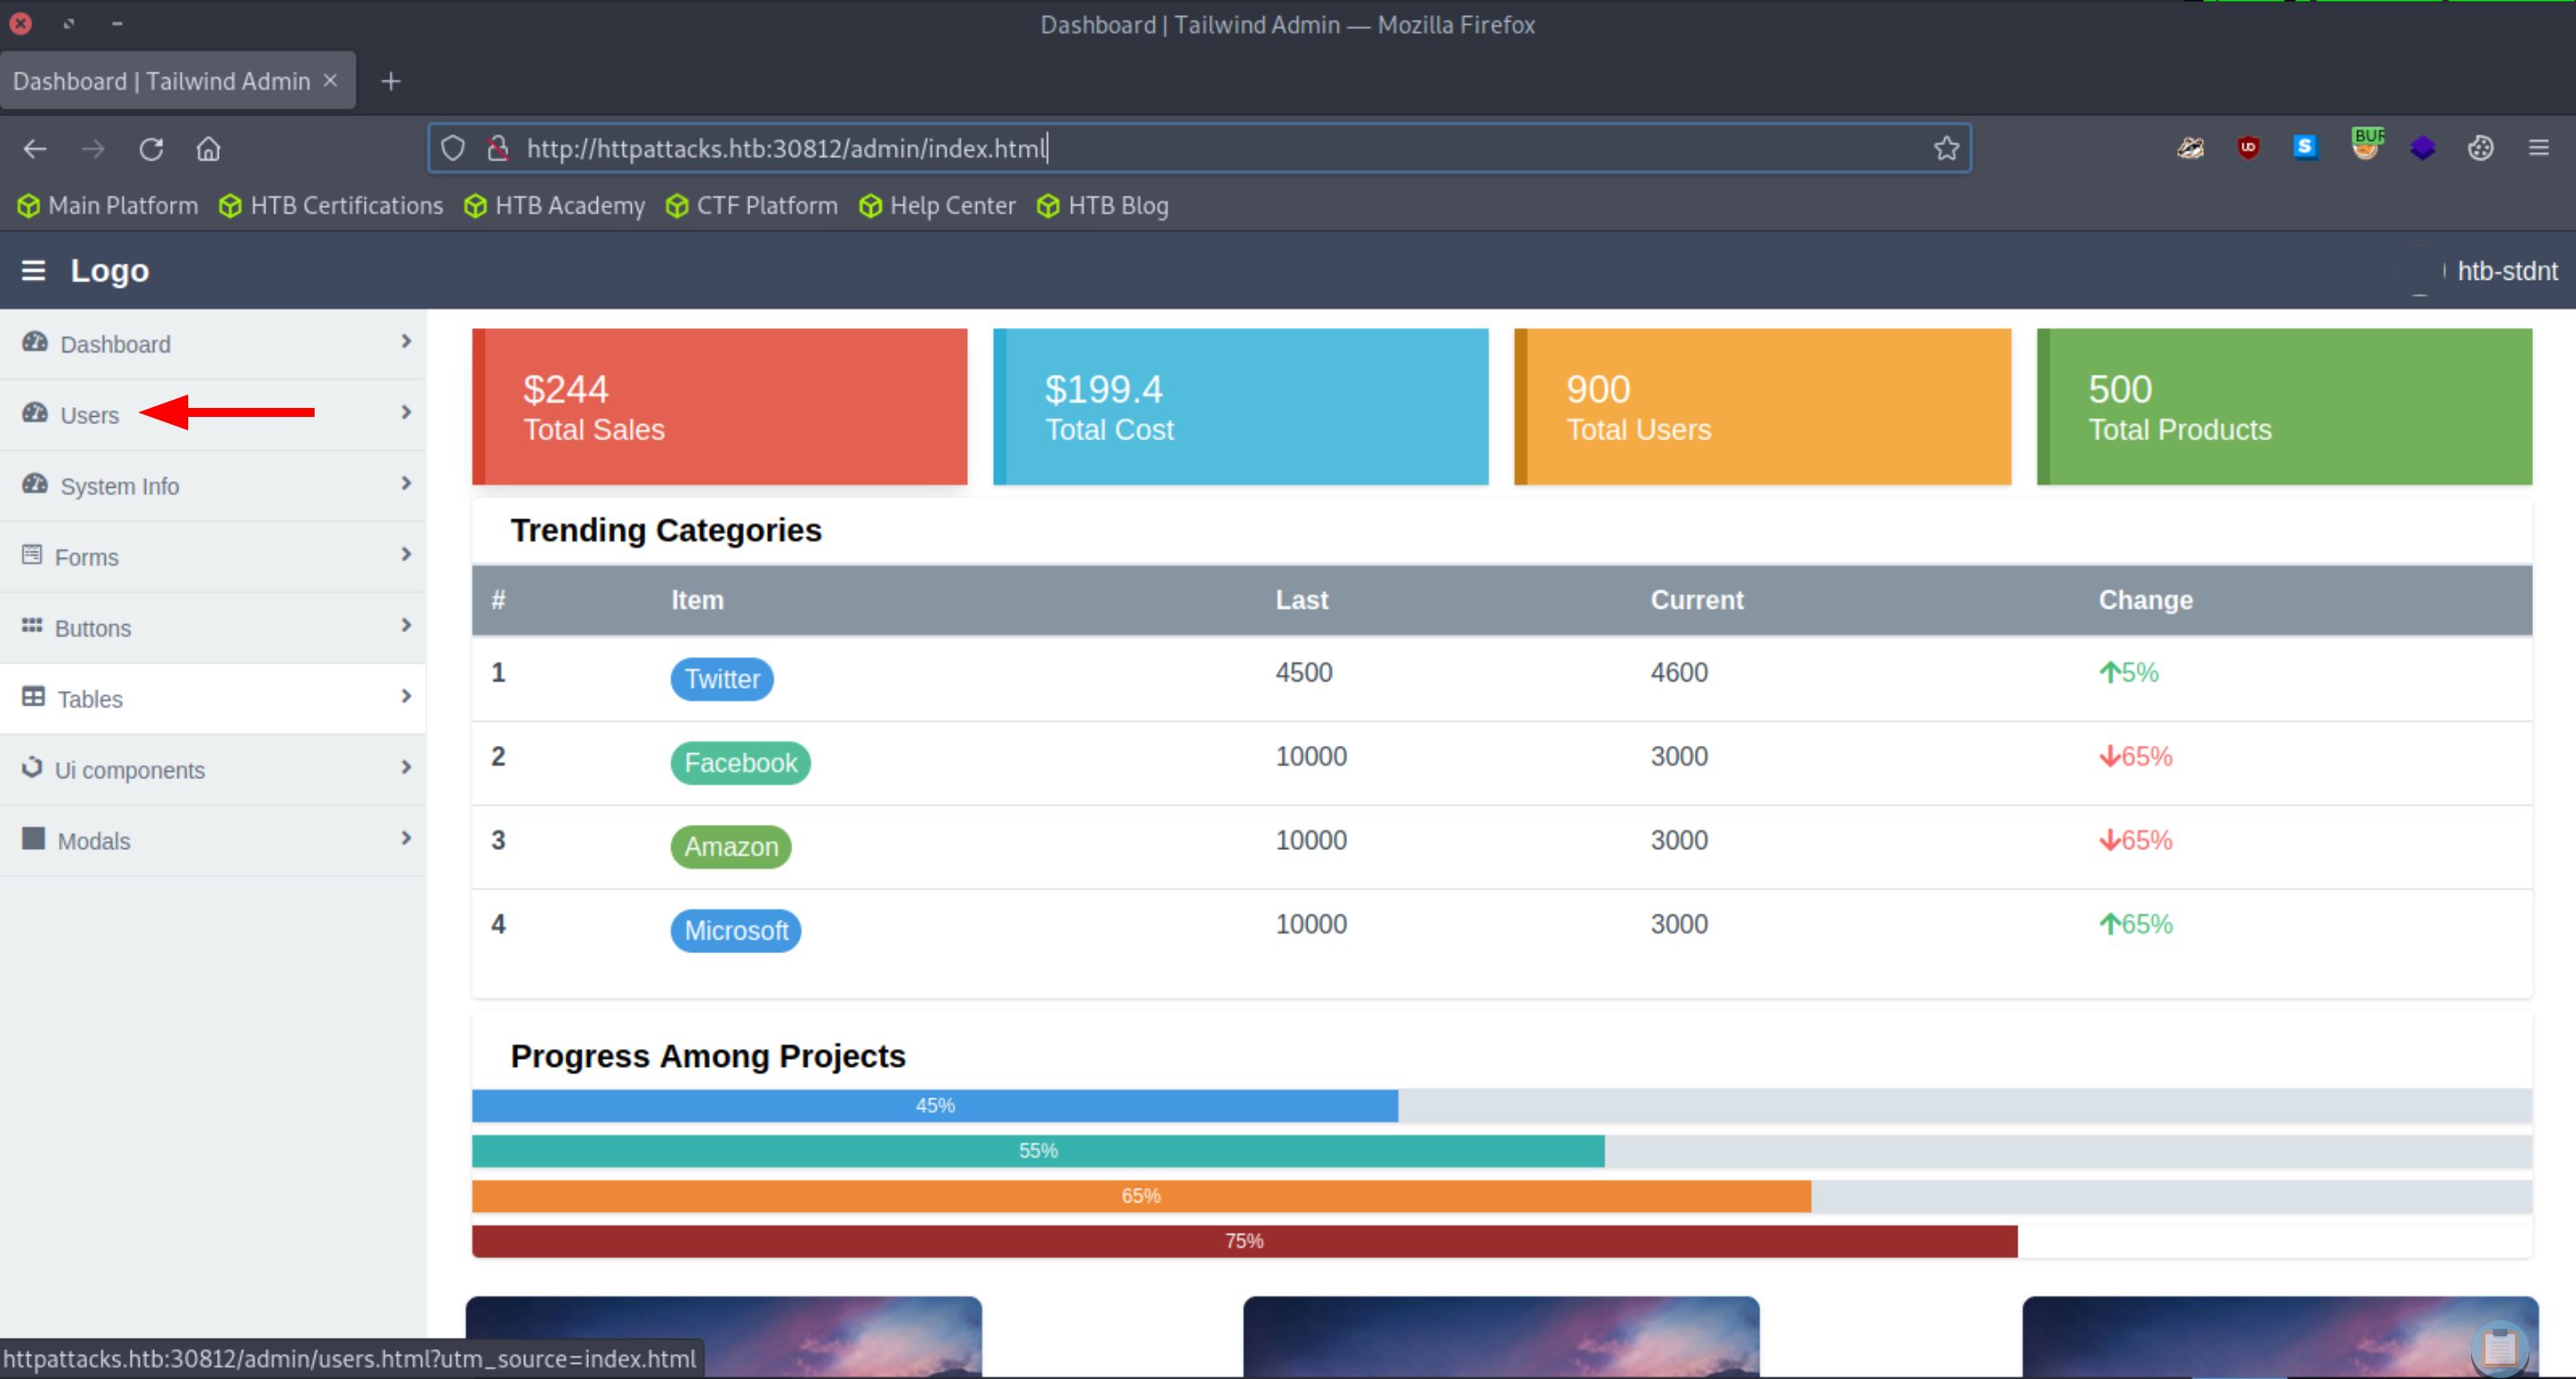 Dashboard | Tailwind Admin — Mozilla Firefox
Dashboard | Tailwind Admin
http://httpattacks.htb:30812/admin/index.html
BUR
Main Platform HTB Certifications HTB Academy CTF Platform Help Center HTB Blog
Logo
htb-stdnt
Dashboard
Users
System Info
Forms
Buttons
Tables
Ui components
Modals
$244
Total Sales
$199.4
Total Cost
900
Total Users
500
Total Products
Trending Categories
# Item Last Current Change
1 Twitter 4500 4600 5%
2 Facebook 10000 3000 65%
3 Amazon 10000 3000 65%
4 Microsoft 10000 3000 65%
Progress Among Projects
45%
55%
65%
75%
httpattacks.htb:30812/admin/users.html?utm_source=index.html